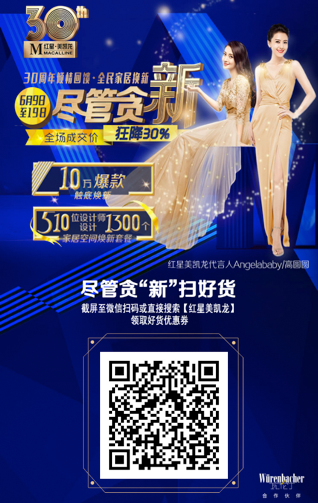 30th
M 红星·美凯龙
MACALLINE
30周年倾情回馈·全民家居焕新
6月9日
至19日
尽管贪新
全场成交价 狂降30%
10万爆款
触底焕新
510位设计师 设计1300个
家居空间焕新套餐
红星美凯龙代言人Angelababy/高圆圆
尽管贪“新”扫好货
截屏至微信扫码或直接搜索【红星美凯龙】
领取好货优惠券
Würenbacher
合作伙伴